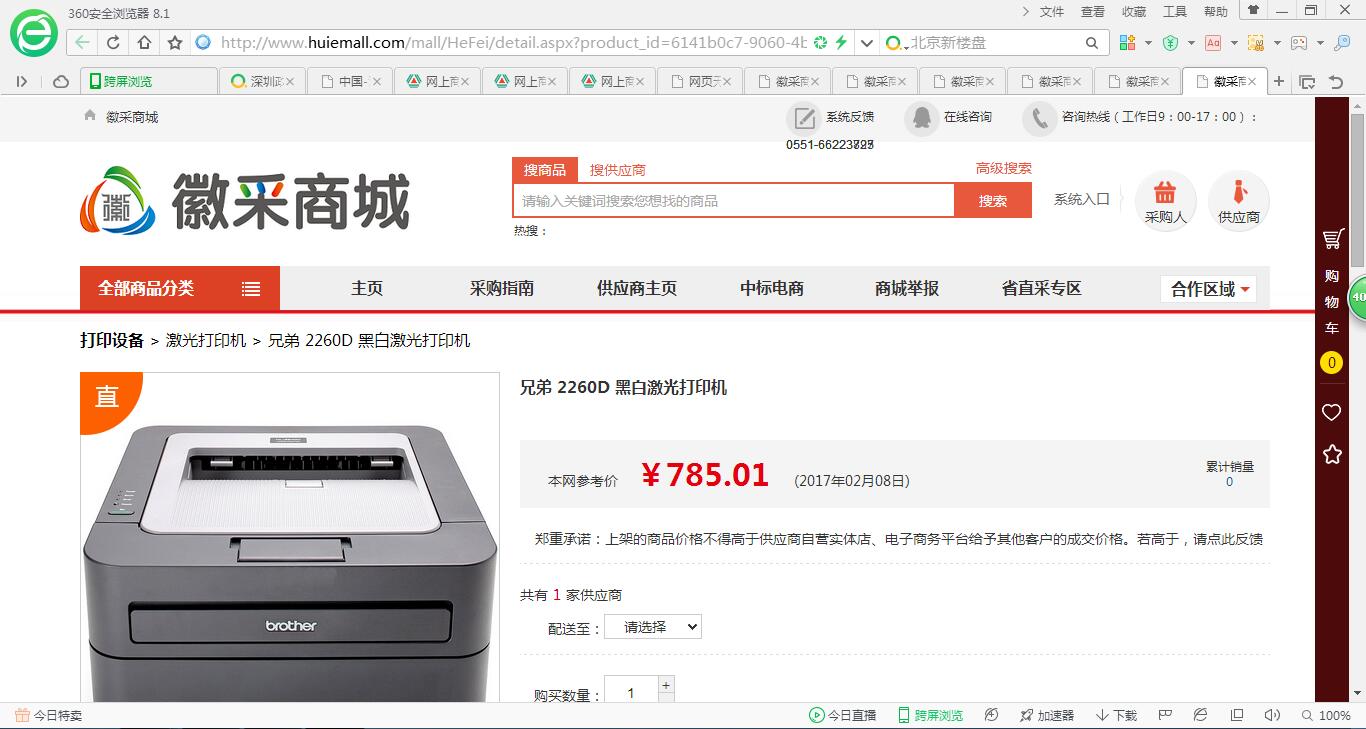 360安全浏览器 8.1
文件 查看 收藏 工具 帮助
http://www.huiemall.com/mall/HeFei/detail.aspx?product_id=6141b0c7-9060-4b
北京新楼盘
跨屏浏览
深圳政
中国-
网上商
网上商
网上商
网页无
徽采商
徽采商
徽采商
徽采商
徽采商
徽采商
徽采商城
系统反馈
在线咨询
咨询热线（工作日9：00-17：00）：
搜商品 搜供应商 高级搜索
徽采商城
请输入关键词搜索您想找的商品
搜索
热搜：
系统入口
采购人
供应商
全部商品分类 主页 采购指南 供应商主页 中标电商 商城举报 省直采专区 合作区域
打印设备 > 激光打印机 > 兄弟 2260D 黑白激光打印机
直
brother
兄弟 2260D 黑白激光打印机
本网参考价 ￥785.01 (2017年02月08日)
累计销量
0
郑重承诺：上架的商品价格不得高于供应商自营实体店、电子商务平台给予其他客户的成交价格。若高于，请点此反馈
共有 1 家供应商
配送至： 请选择
购买数量： 1 +
购物车
0
40
今日特卖
今日直播 跨屏浏览 加速器 下载 100%